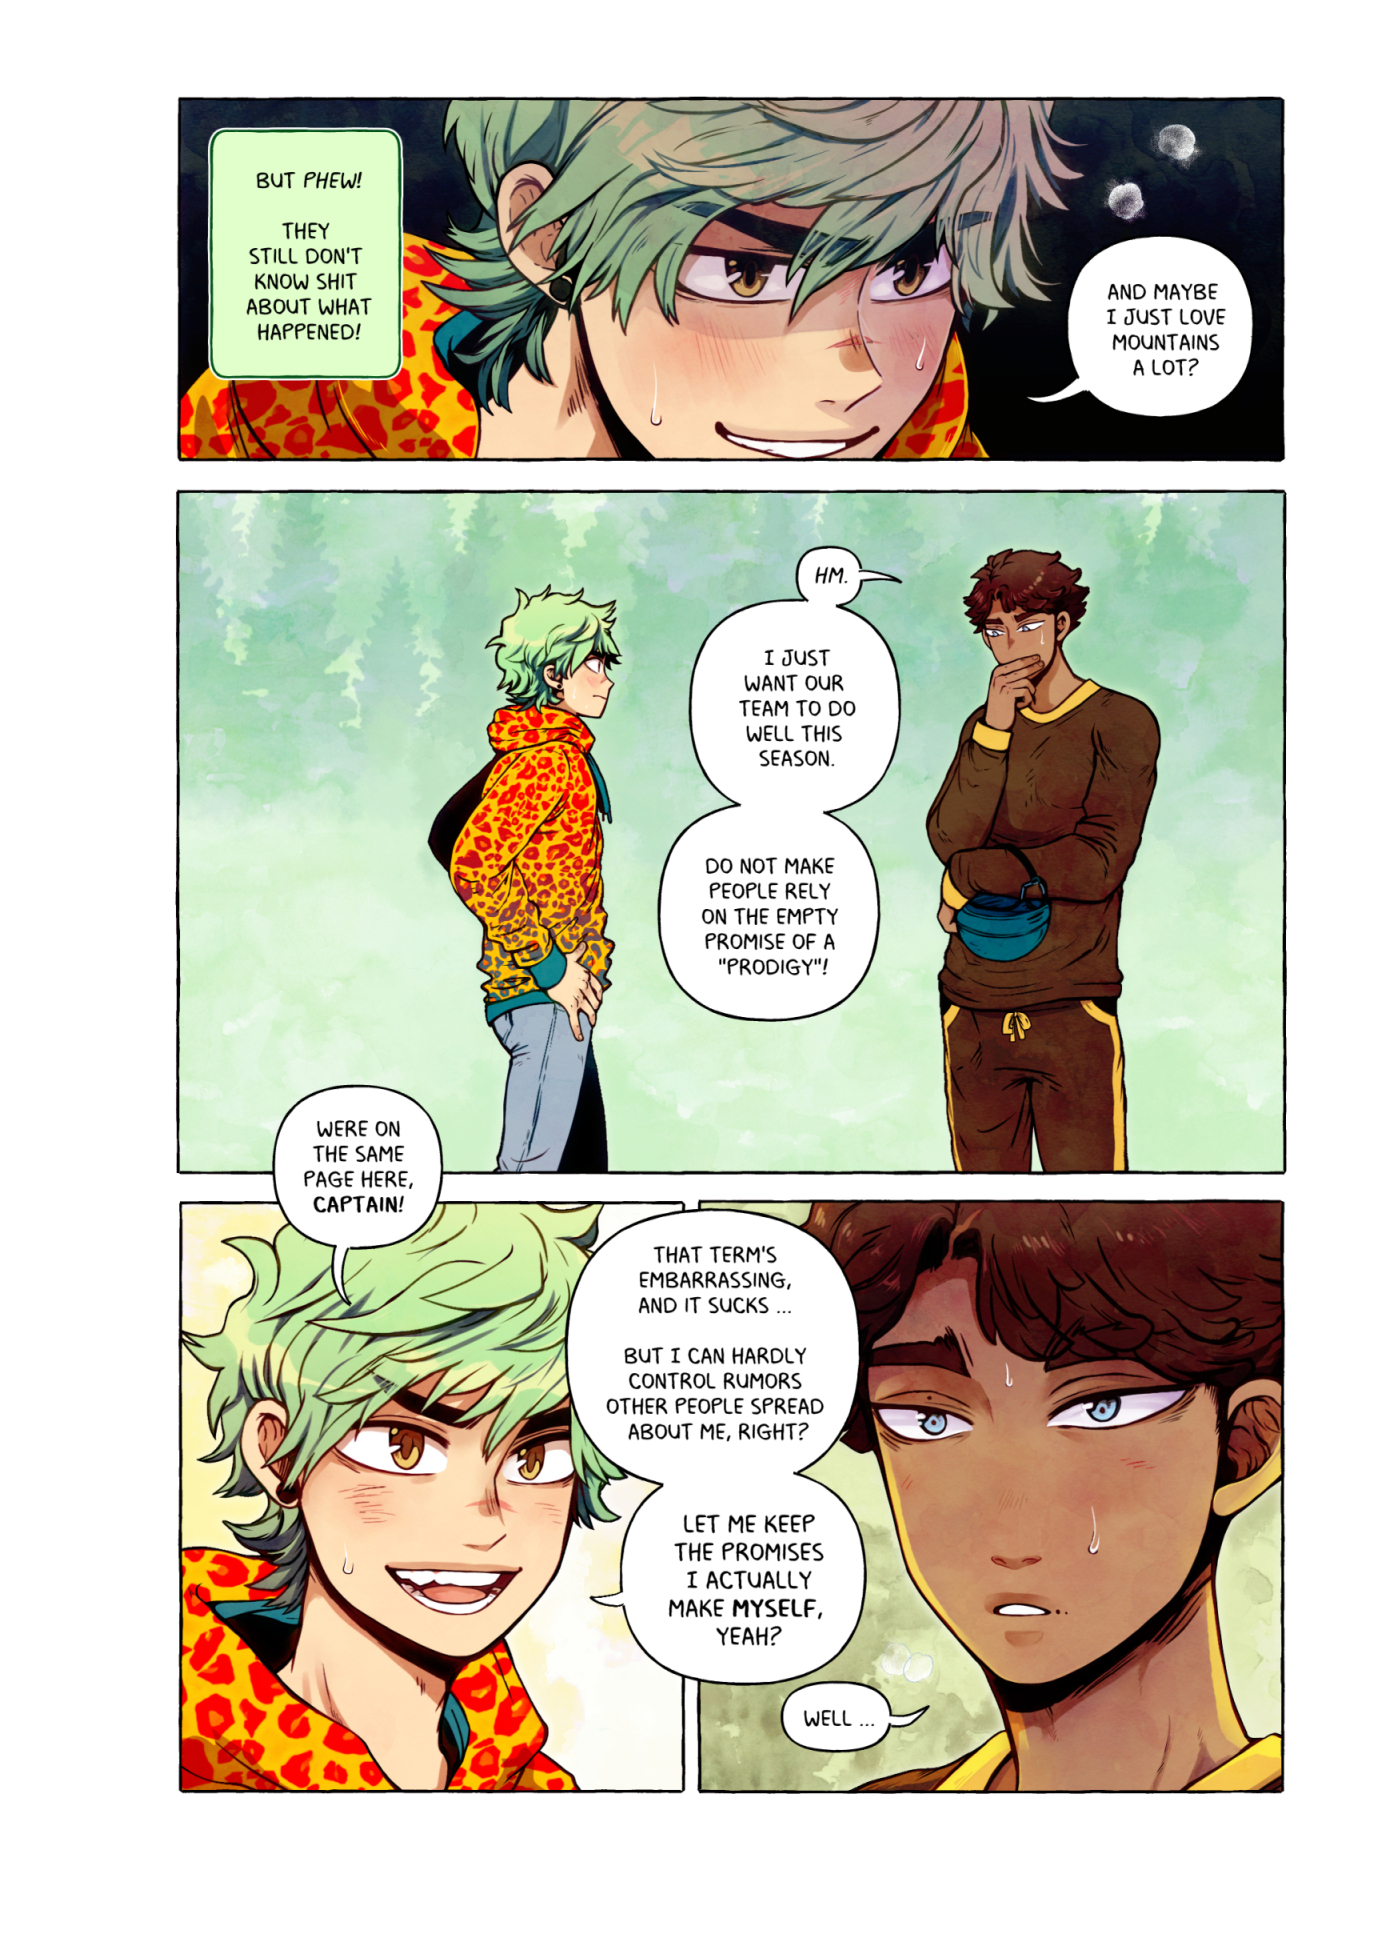 BUT PHEW!
THEY
STILL DON'T
KNOW SHIT
ABOUT WHAT
HAPPENED!
AND MAYBE
I JUST LOVE
MOUNTAINS
A LOT?
HM.
I JUST
WANT OUR
TEAM TO DO
WELL THIS
SEASON.
DO NOT MAKE
PEOPLE RELY
ON THE EMPTY
PROMISE OF A
"PRODIGY"!
WERE ON
THE SAME
PAGE HERE,
CAPTAIN!
THAT TERM'S
EMBARRASSING,
AND IT SUCKS ...
BUT I CAN HARDLY
CONTROL RUMORS
OTHER PEOPLE SPREAD
ABOUT ME, RIGHT?
LET ME KEEP
THE PROMISES
I ACTUALLY
MAKE MYSELF,
YEAH?
WELL ...